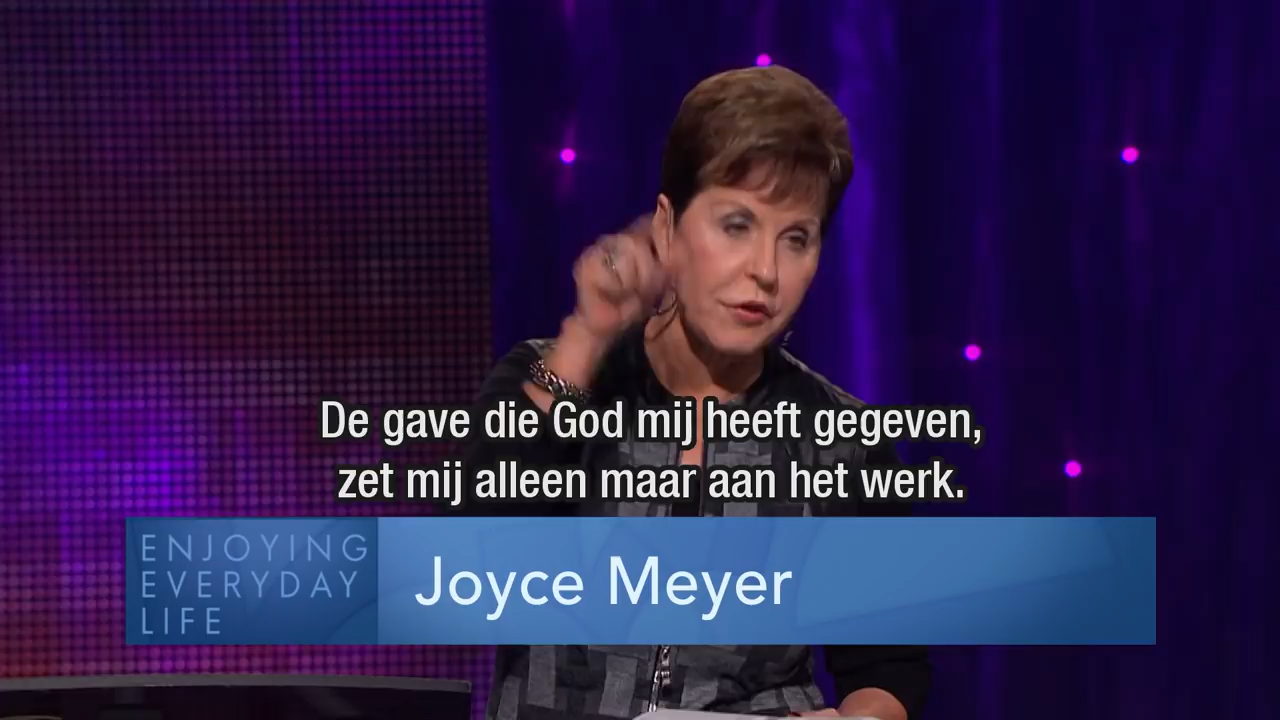 De gave die God mij heeft gegeven,
zet mij alleen maar aan het werk.
ENJOYING
EVERYDAY
LIFE
Joyce Meyer